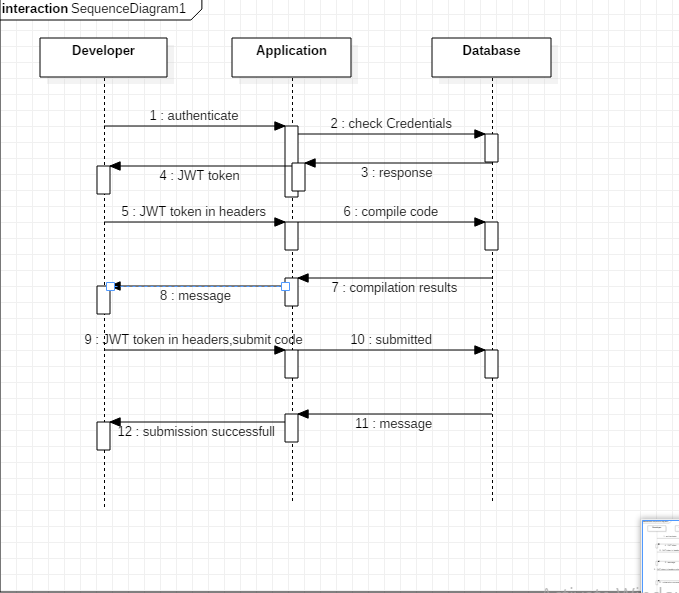 interaction SequenceDiagram1
Developer
Application
Database
1 : authenticate
2 : check Credentials
3 : response
4 : JWT token
5 : JWT token in headers
6 : compile code
7 : compilation results
8 : message
9 : JWT token in headers,submit code
10 : submitted
11 : message
12 : submission successfull